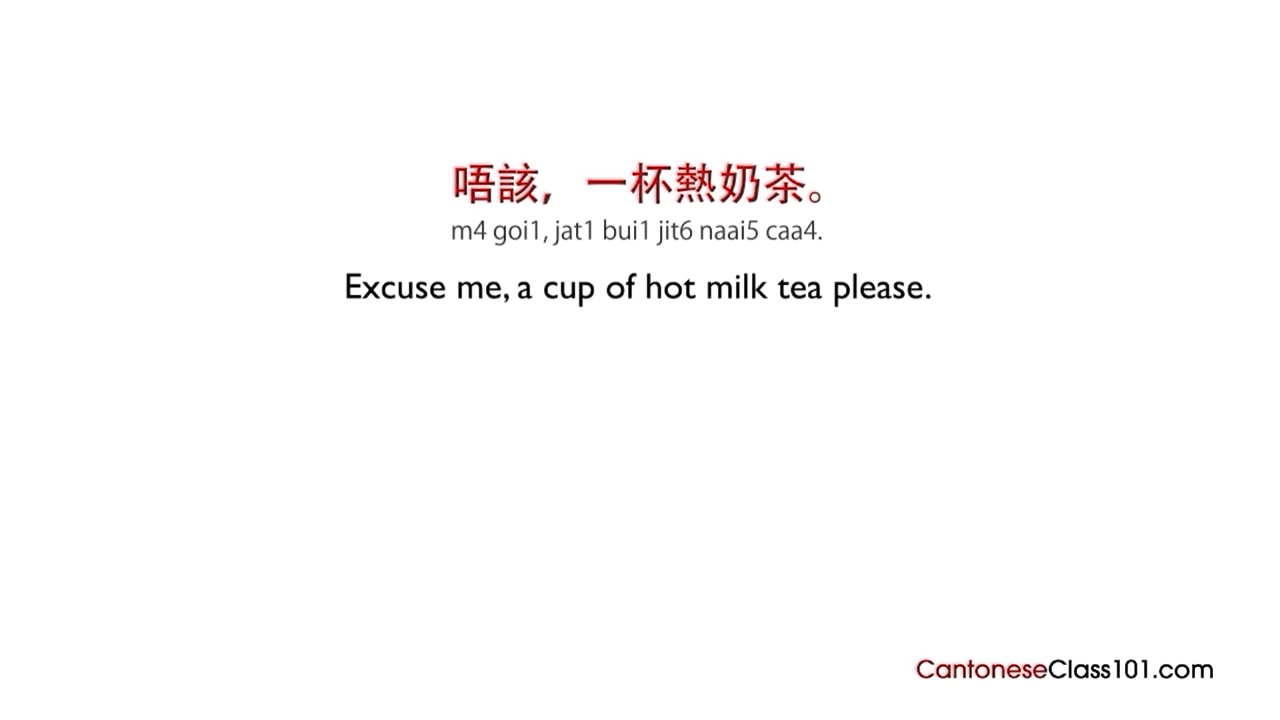 唔該，一杯熱奶茶。
m4 goi1, jat1 bui1 jit6 naai5 caa4.
Excuse me, a cup of hot milk tea please.
CantoneseClass101.com